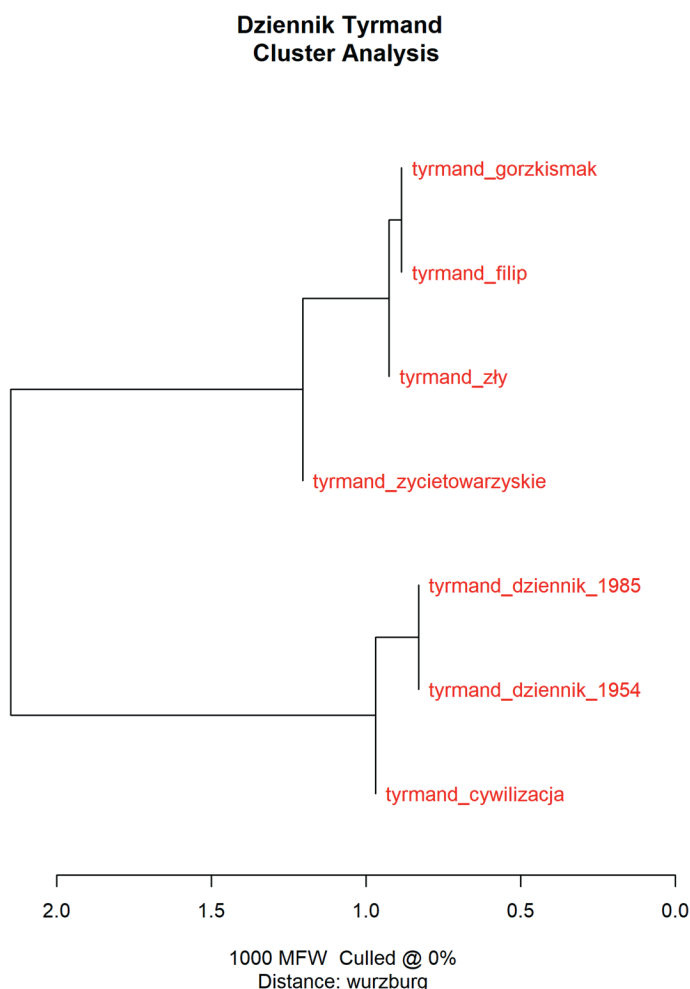 Dziennik Tyrmand
Cluster Analysis
tyrmand_gorzkismak
tyrmand_filip
tyrmand_zły
tyrmand_zycietowarzyskie
tyrmand_dziennik_1985
tyrmand_dziennik_1954
tyrmand_cywilizacja
2.0 1.5 1.0 0.5 0.0
1000 MFW Culled @ 0%
Distance: wurzburg